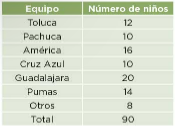 Equipo Número de niños
Toluca 12
Pachuca 10
América 16
Cruz Azul 10
Guadalajara 20
Pumas 14
Otros 8
Total 90